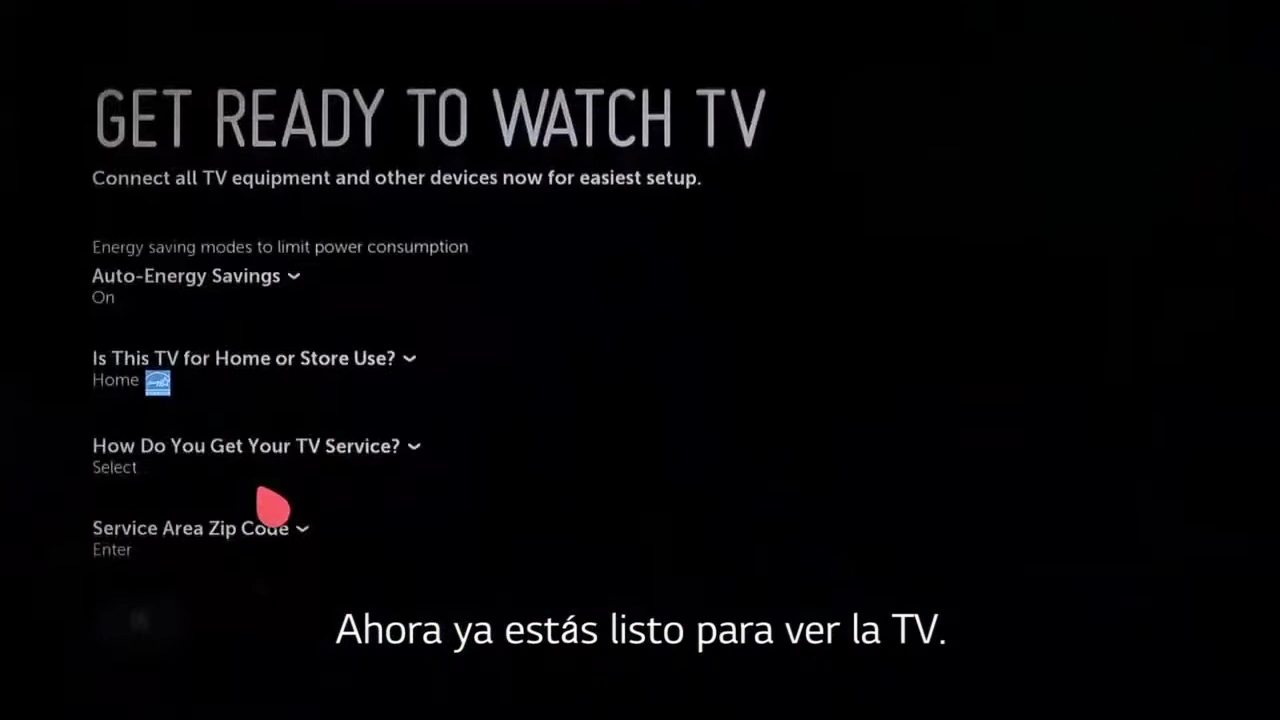 GET READY TO WATCH TV
Connect all TV equipment and other devices now for easiest setup.
Energy saving modes to limit power consumption
Auto-Energy Savings
On
Is This TV for Home or Store Use?
Home
How Do You Get Your TV Service?
Select
Service Area Zip Code
Enter
Ahora ya estás listo para ver la TV.